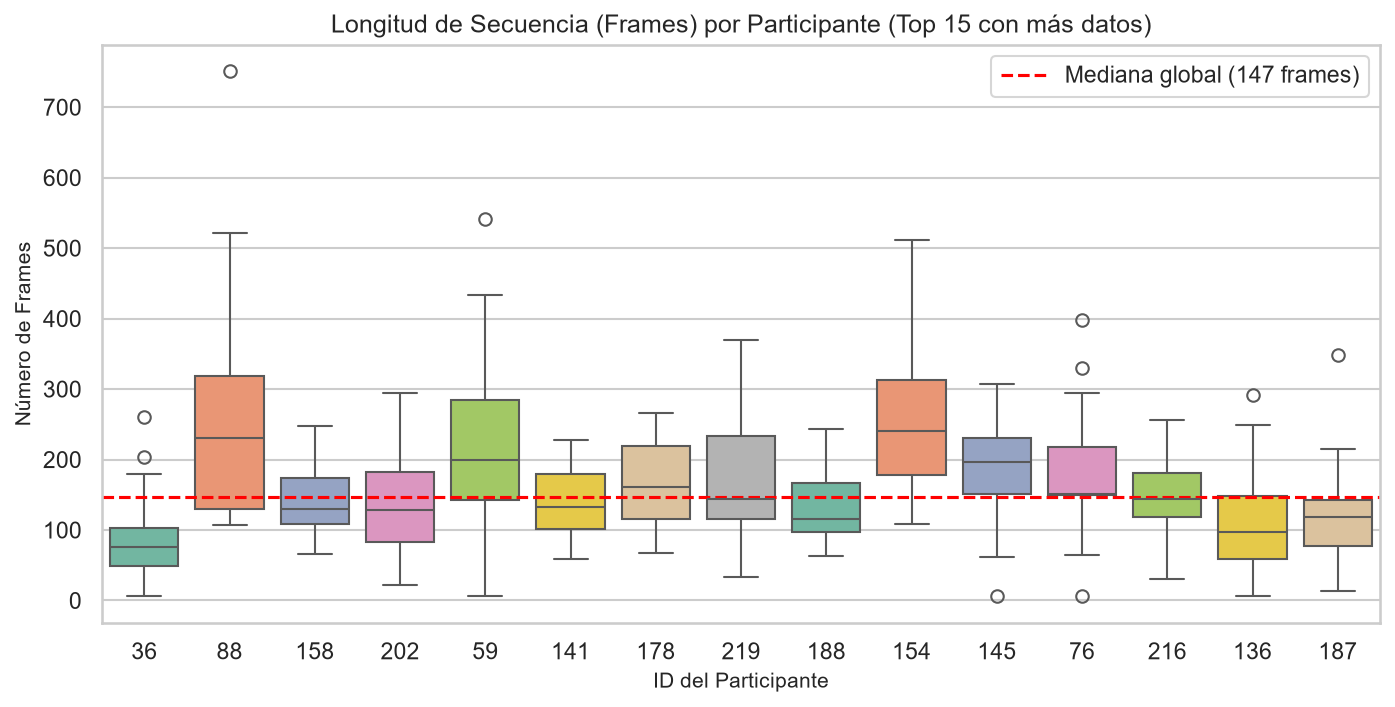 Longitud de Secuencia (Frames) por Participante (Top 15 con más datos)
Mediana global (147 frames)
Número de Frames
700
600
500
400
300
200
100
0
36 88 158 202 59 141 178 219 188 154 145 76 216 136 187
ID del Participante